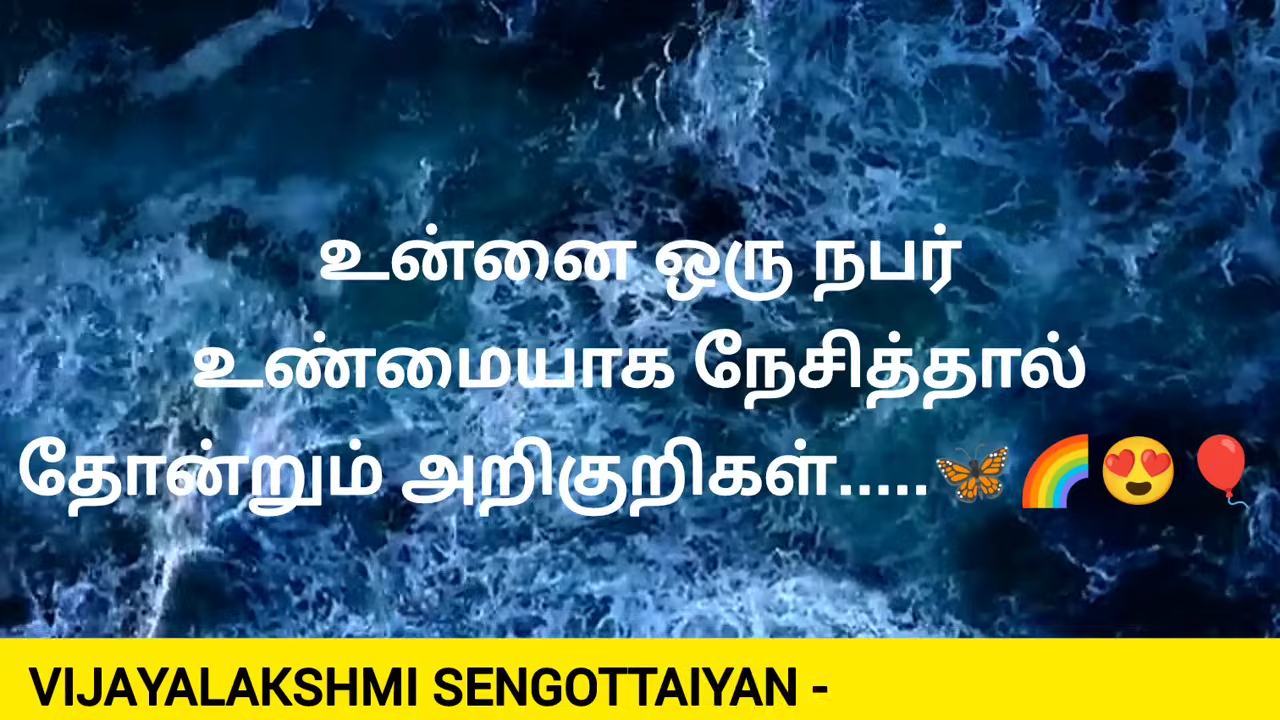 உன்னை ஒரு நபர்
உண்மையாக நேசித்தால்
தோன்றும் அறிகுறிகள்.....🦋🌈😍🎈
VIJAYALAKSHMI SENGOTTAIYAN -